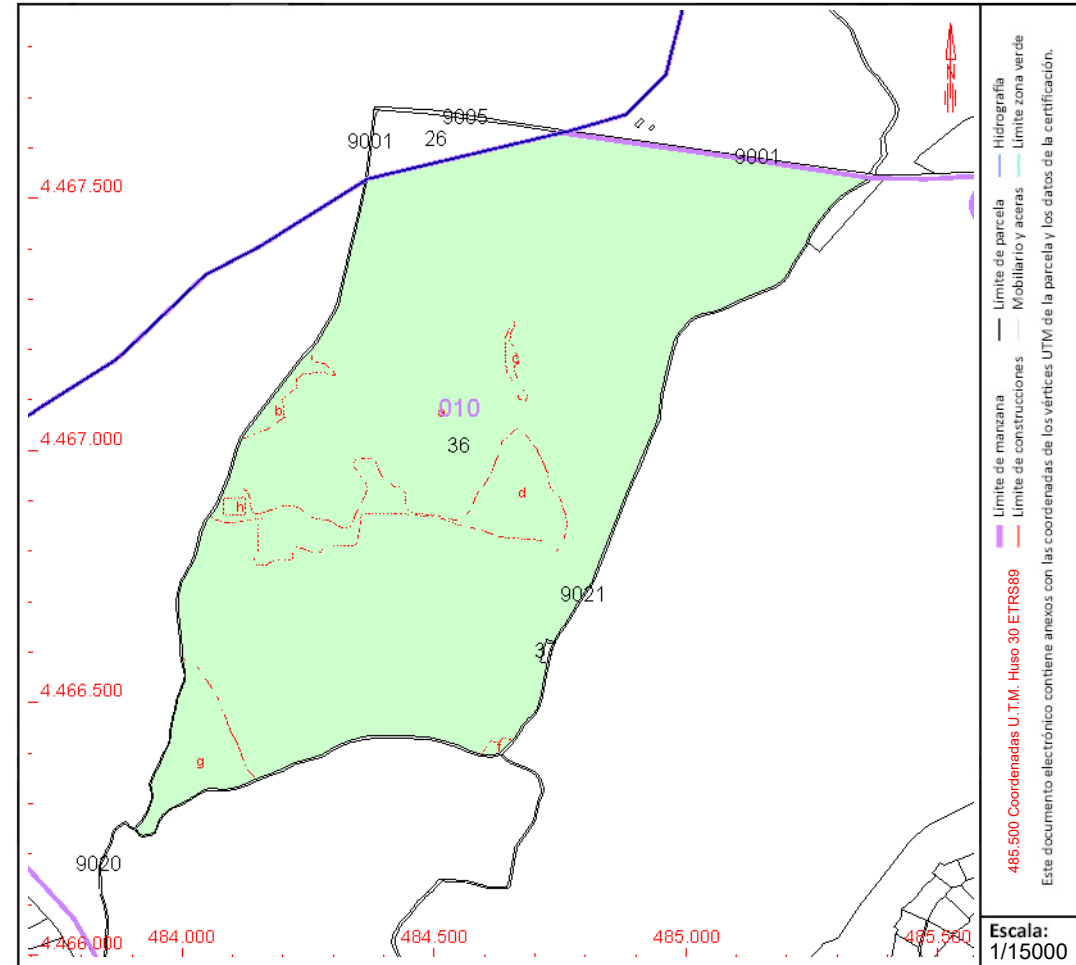 9005
9001
26
9001
4.467.500
c
b
a
010
4.467.000
36
d
h
9021
37
4.466.500
f
g
9020
4.466.000
484.000
484.500
485.000
485.500
N
Límite de manzana
Límite de parcela
Hidrografía
485.500 Coordenadas U.T.M. Huso 30 ETRS89
Límite de construcciones
Mobiliario y aceras
Límite zona verde
Este documento electrónico contiene anexos con las coordenadas de los vértices UTM de la parcela y los datos de la certificación.
Escala:
1/15000